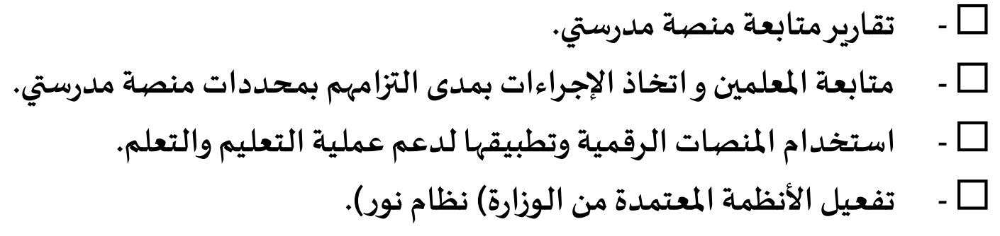 ☐ - تقارير متابعة منصة مدرستي.
☐ - متابعة المعلمين و اتخاذ الإجراءات بمدى التزامهم بمحددات منصة مدرستي.
☐ - استخدام المنصات الرقمية وتطبيقها لدعم عملية التعليم والتعلم.
☐ - تفعيل الأنظمة المعتمدة من الوزارة) نظام نور).